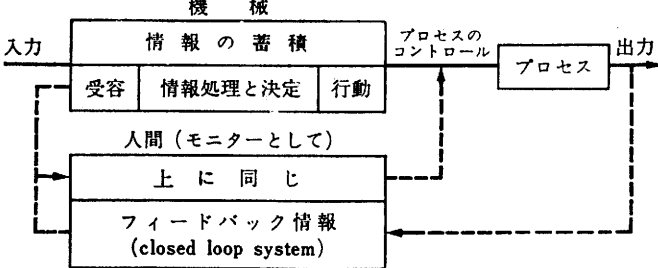 機械
入力
情報の蓄積
プロセスの
コントロール
プロセス
出力
受容
情報処理と決定
行動
人間（モニターとして）
上に同じ
フィードバック情報
(closed loop system)